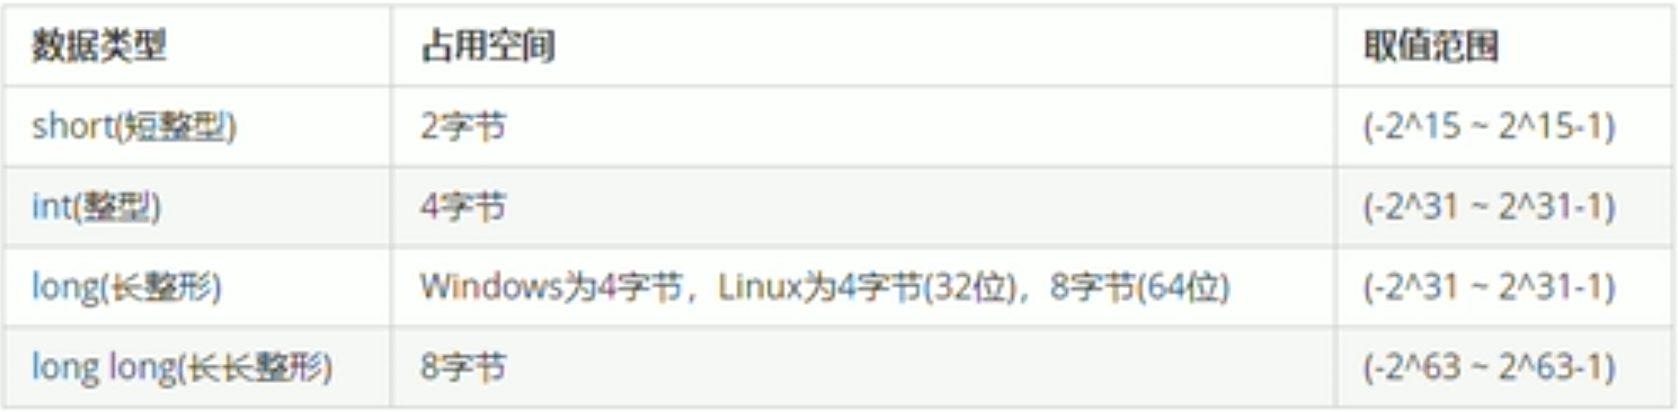 数据类型 占用空间 取值范围
short(短整型) 2字节 (-2^15 ~ 2^15-1)
int(整型) 4字节 (-2^31 ~ 2^31-1)
long(长整形) Windows为4字节，Linux为4字节(32位)，8字节(64位) (-2^31 ~ 2^31-1)
long long(长长整形) 8字节 (-2^63 ~ 2^63-1)